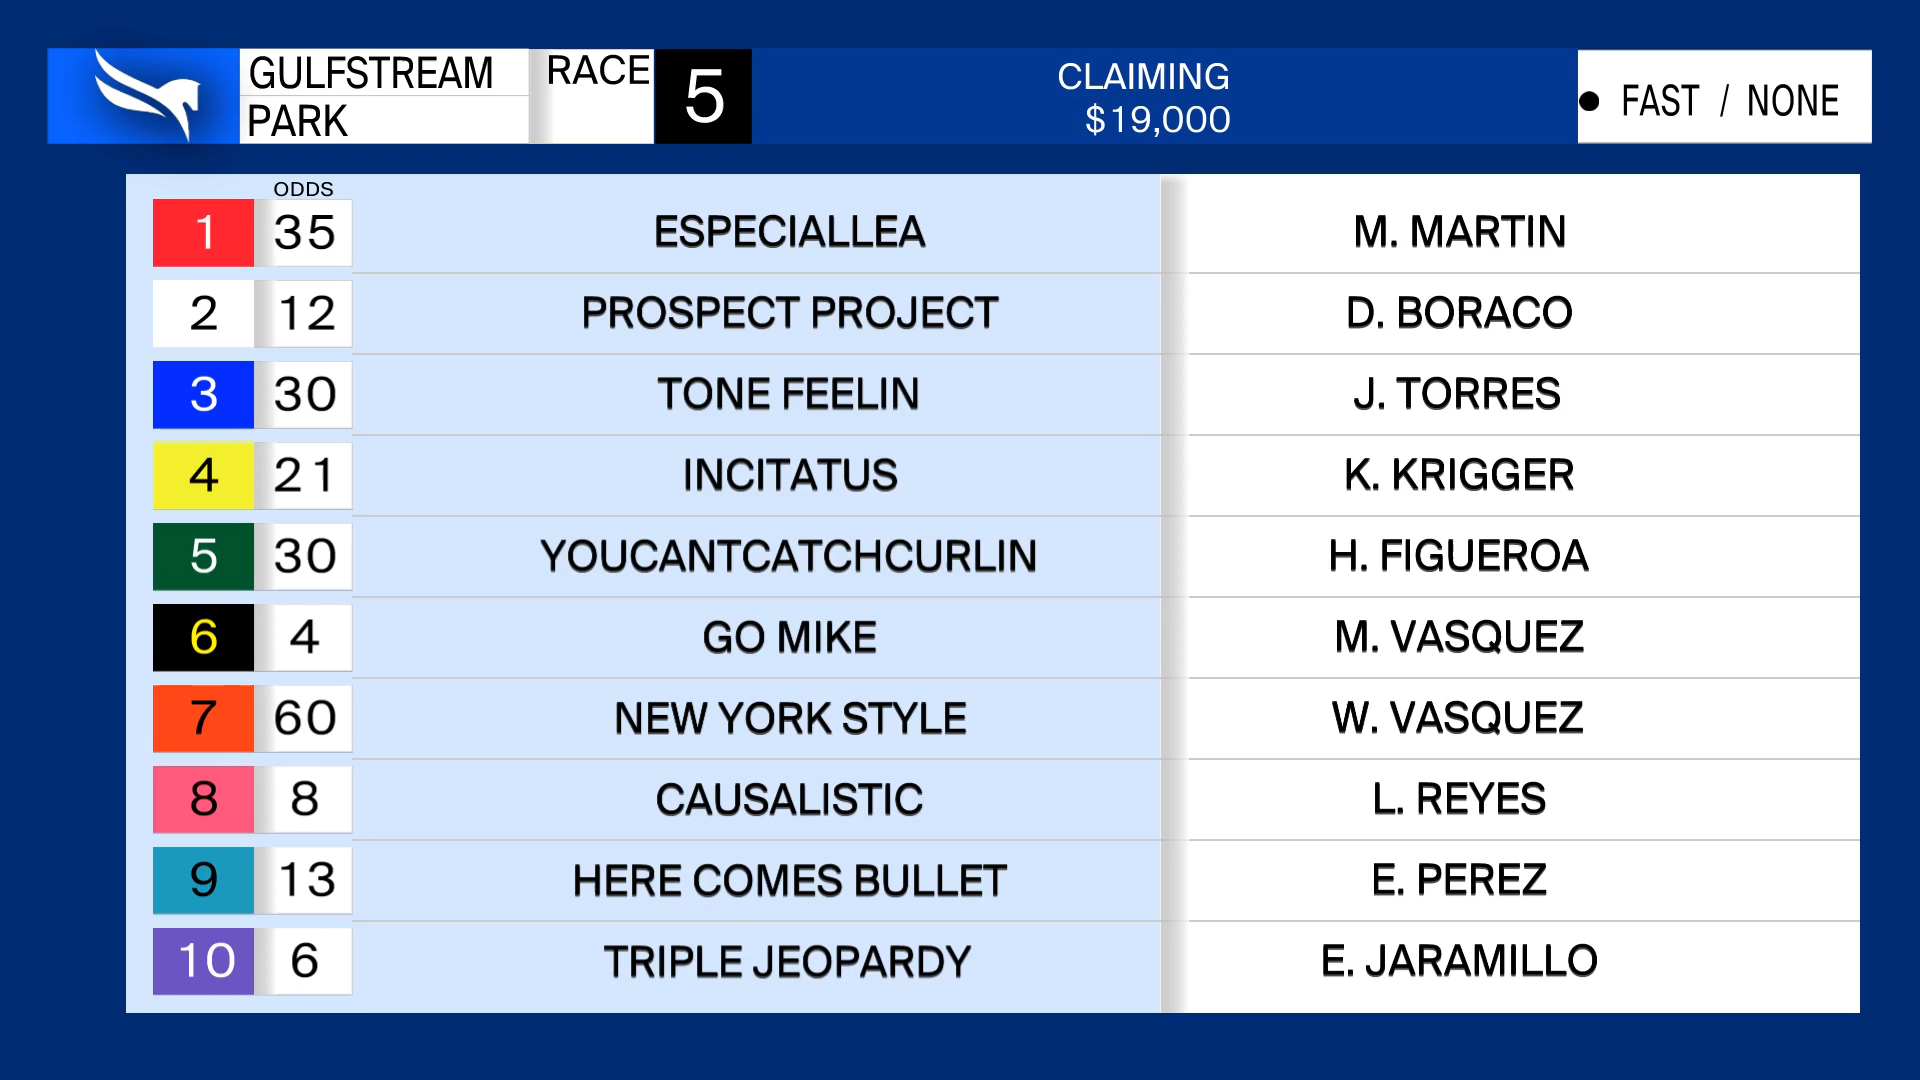 GULFSTREAM
PARK
RACE
5
CLAIMING
$19,000
• FAST / NONE
ODDS
1 35 ESPECIALLEA M. MARTIN
2 12 PROSPECT PROJECT D. BORACO
3 30 TONE FEELIN J. TORRES
4 21 INCITATUS K. KRIGGER
5 30 YOUCANTCATCHCURLIN H. FIGUEROA
6 4 GO MIKE M. VASQUEZ
7 60 NEW YORK STYLE W. VASQUEZ
8 8 CAUSALISTIC L. REYES
9 13 HERE COMES BULLET E. PEREZ
10 6 TRIPLE JEOPARDY E. JARAMILLO